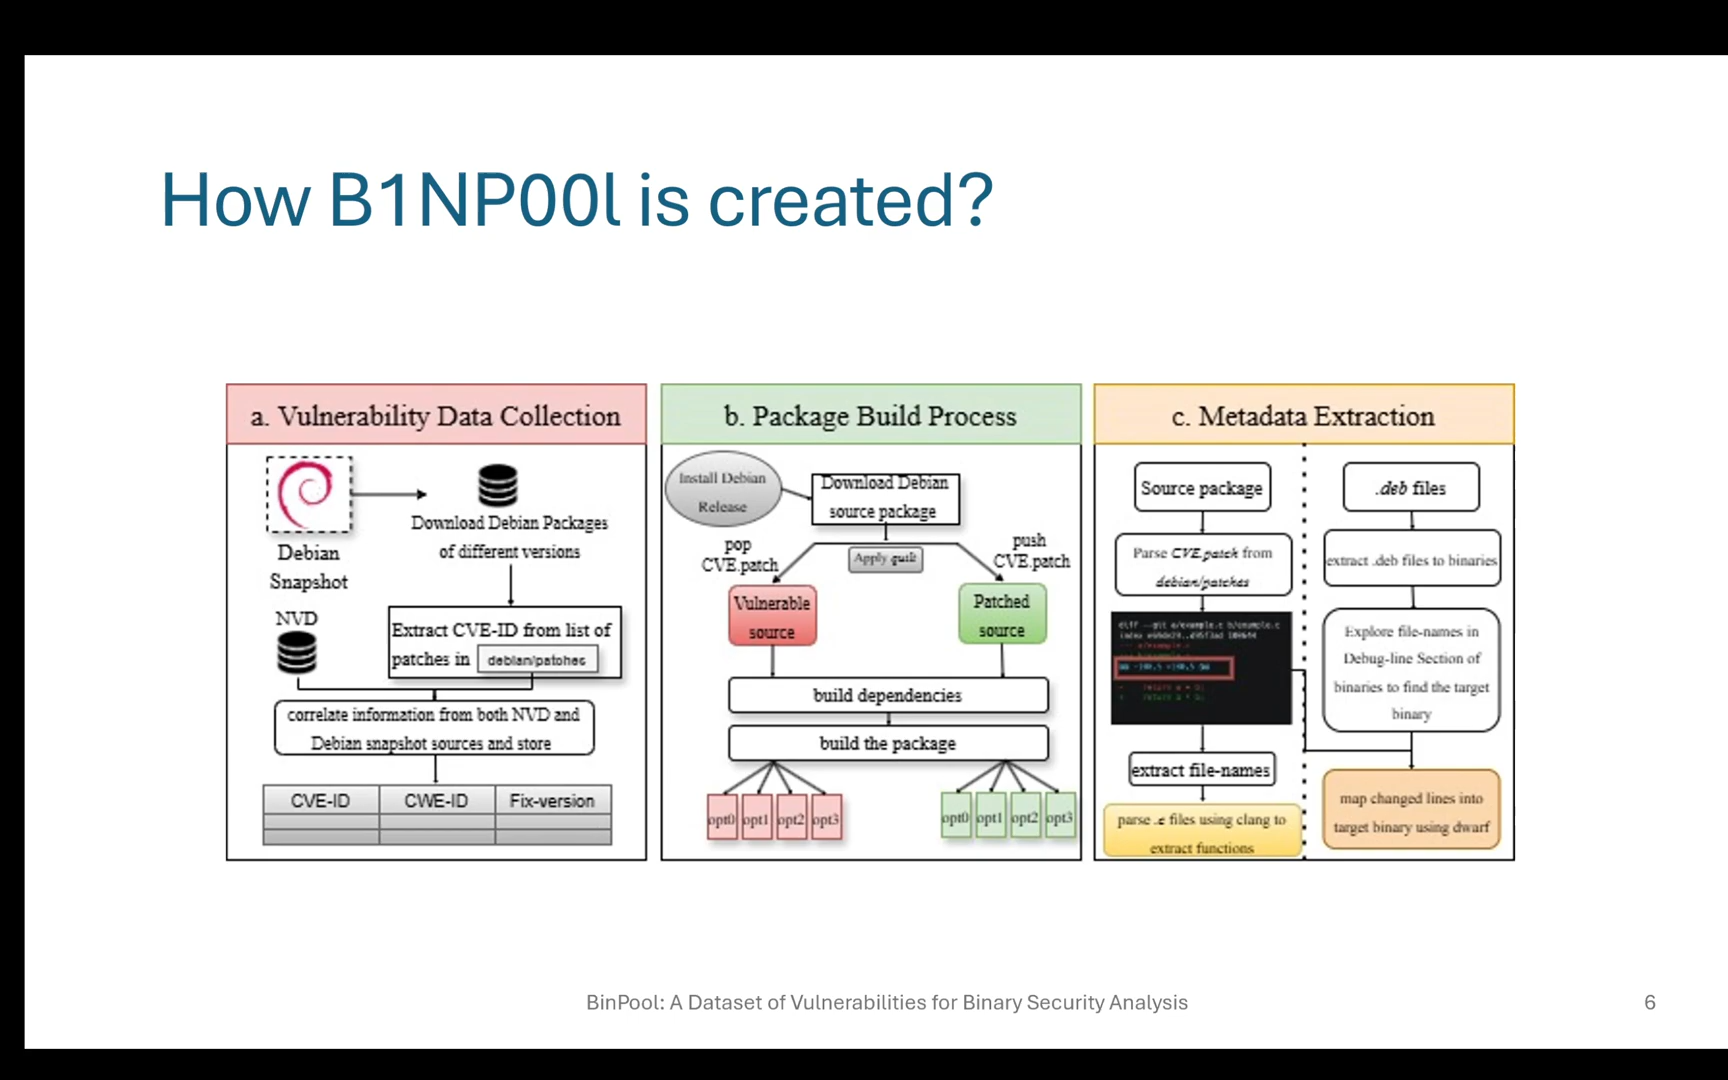 How B1NP00l is created?
a. Vulnerability Data Collection
Debian
Snapshot
Download Debian Packages
of different versions
NVD
Extract CVE-ID from list of
patches in debian/patches
correlate information from both NVD and
Debian snapshot sources and store
CVE-ID CWE-ID Fix-version
b. Package Build Process
Install Debian
Release
Download Debian
source package
pop
CVE.patch
Apply quilt
push
CVE.patch
Vulnerable
source
Patched
source
build dependencies
build the package
opt0 opt1 opt2 opt3
opt0 opt1 opt2 opt3
c. Metadata Extraction
Source package
Parse CVE.patch from
debian/patches
diff --git a/example.c b/example.c
extract file-names
parse .c files using clang to
extract functions
.deb files
extract .deb files to binaries
Explore file-names in
Debug-line Section of
binaries to find the target
binary
map changed lines into
target binary using dwarf
BinPool: A Dataset of Vulnerabilities for Binary Security Analysis
6